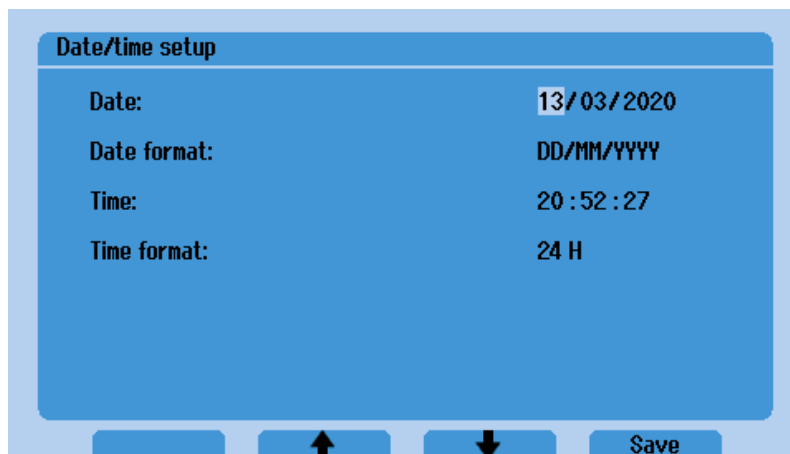 Date/time setup
Date: 13/03/2020
Date format: DD/MM/YYYY
Time: 20:52:27
Time format: 24 H
Save